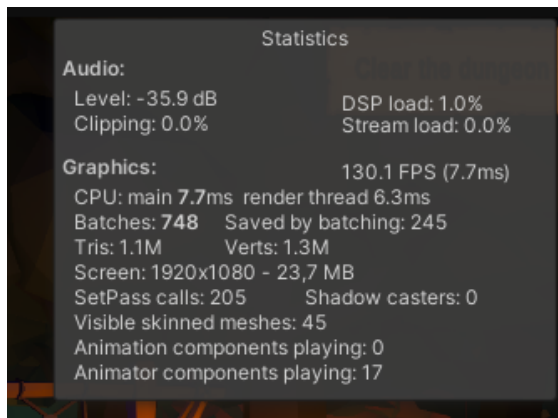 Statistics
Clear the dungeon
Audio:
Level: -35.9 dB
DSP load: 1.0%
Clipping: 0.0%
Stream load: 0.0%
Graphics:
130.1 FPS (7.7ms)
CPU: main 7.7ms render thread 6.3ms
Batches: 748 Saved by batching: 245
Tris: 1.1M Verts: 1.3M
Screen: 1920x1080 - 23,7 MB
SetPass calls: 205 Shadow casters: 0
Visible skinned meshes: 45
Animation components playing: 0
Animator components playing: 17